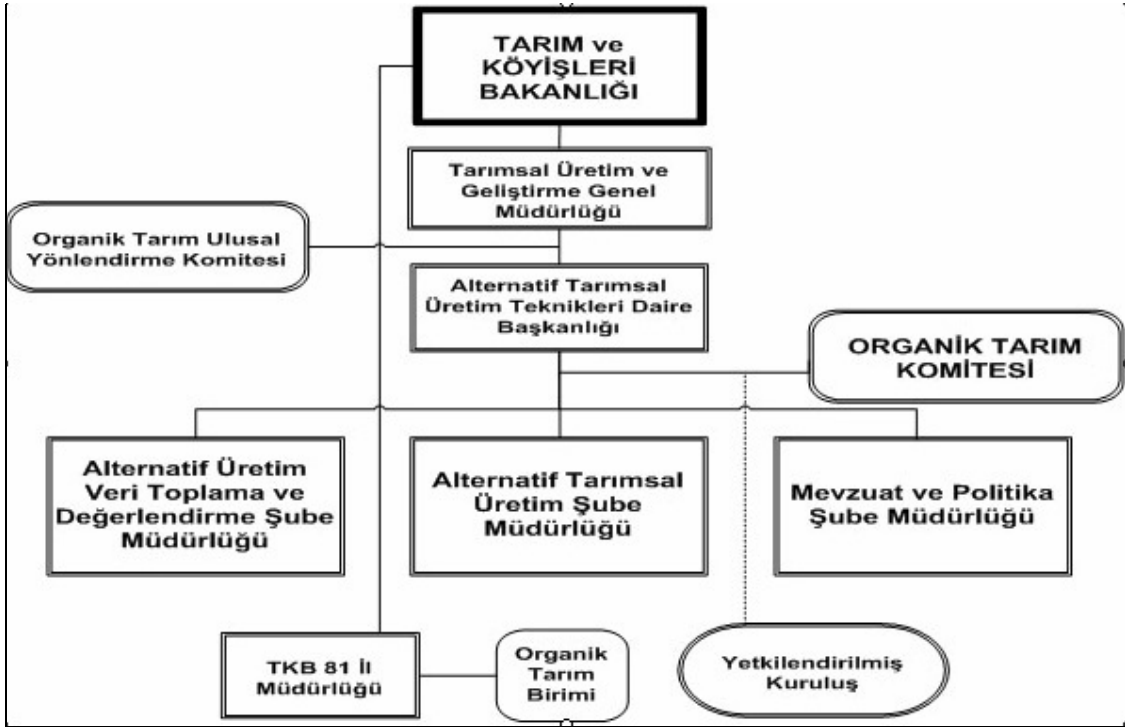 TARIM ve
KÖYİŞLERİ
BAKANLIĞI
Tarımsal Üretim ve
Geliştirme Genel
Müdürlüğü
Organik Tarım Ulusal
Yönlendirme Komitesi
Alternatif Tarımsal
Üretim Teknikleri Daire
Başkanlığı
ORGANİK TARIM
KOMİTESİ
Alternatif Üretim
Veri Toplama ve
Değerlendirme Şube
Müdürlüğü
Alternatif Tarımsal
Üretim Şube
Müdürlüğü
Mevzuat ve Politika
Şube Müdürlüğü
TKB 81 İl
Müdürlüğü
Organik
Tarım
Birimi
Yetkilendirilmiş
Kuruluş